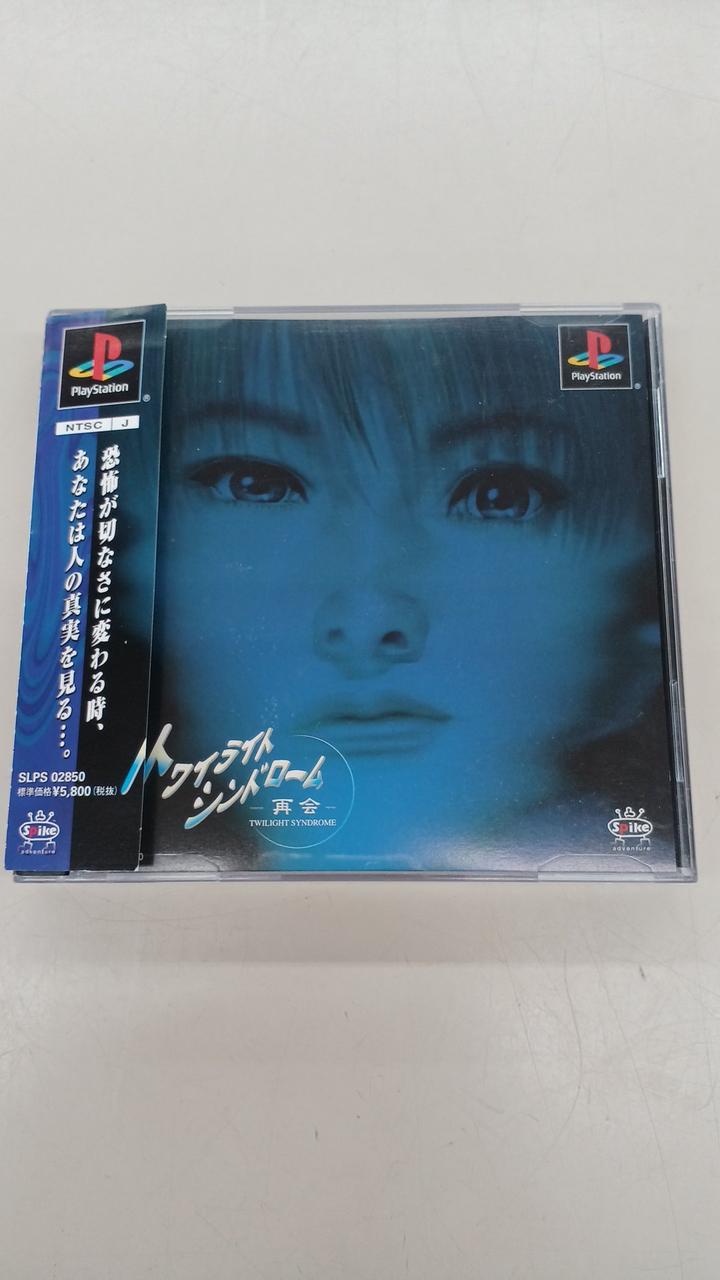 PlayStation
®
NTSC J
恐怖が切なさに変わる時、
あなたは人の真実を見る…。
SLPS 02850
標準価格¥5,800(税抜)
Spike
adventure
PlayStation
®
トワイライト
シンドローム
再会
TWILIGHT SYNDROME
Spike
adventure